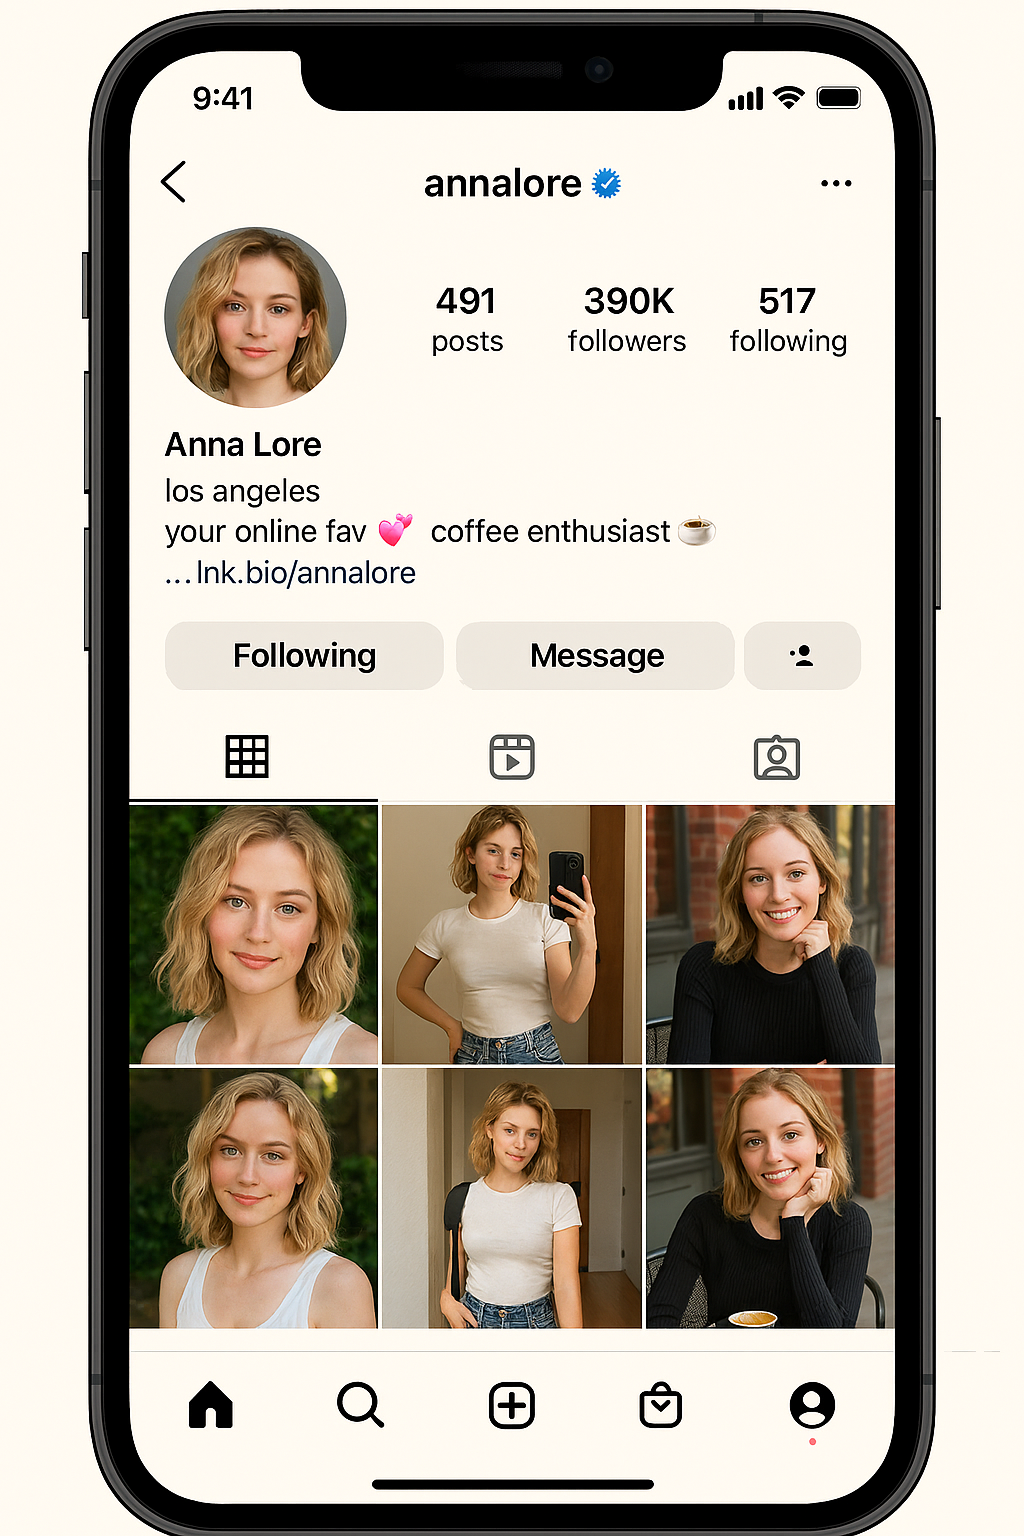 9:41
annalore
491 390K 517
posts followers following
Anna Lore
los angeles
your online fav 💕 coffee enthusiast ☕
...lnk.bio/annalore
Following Message